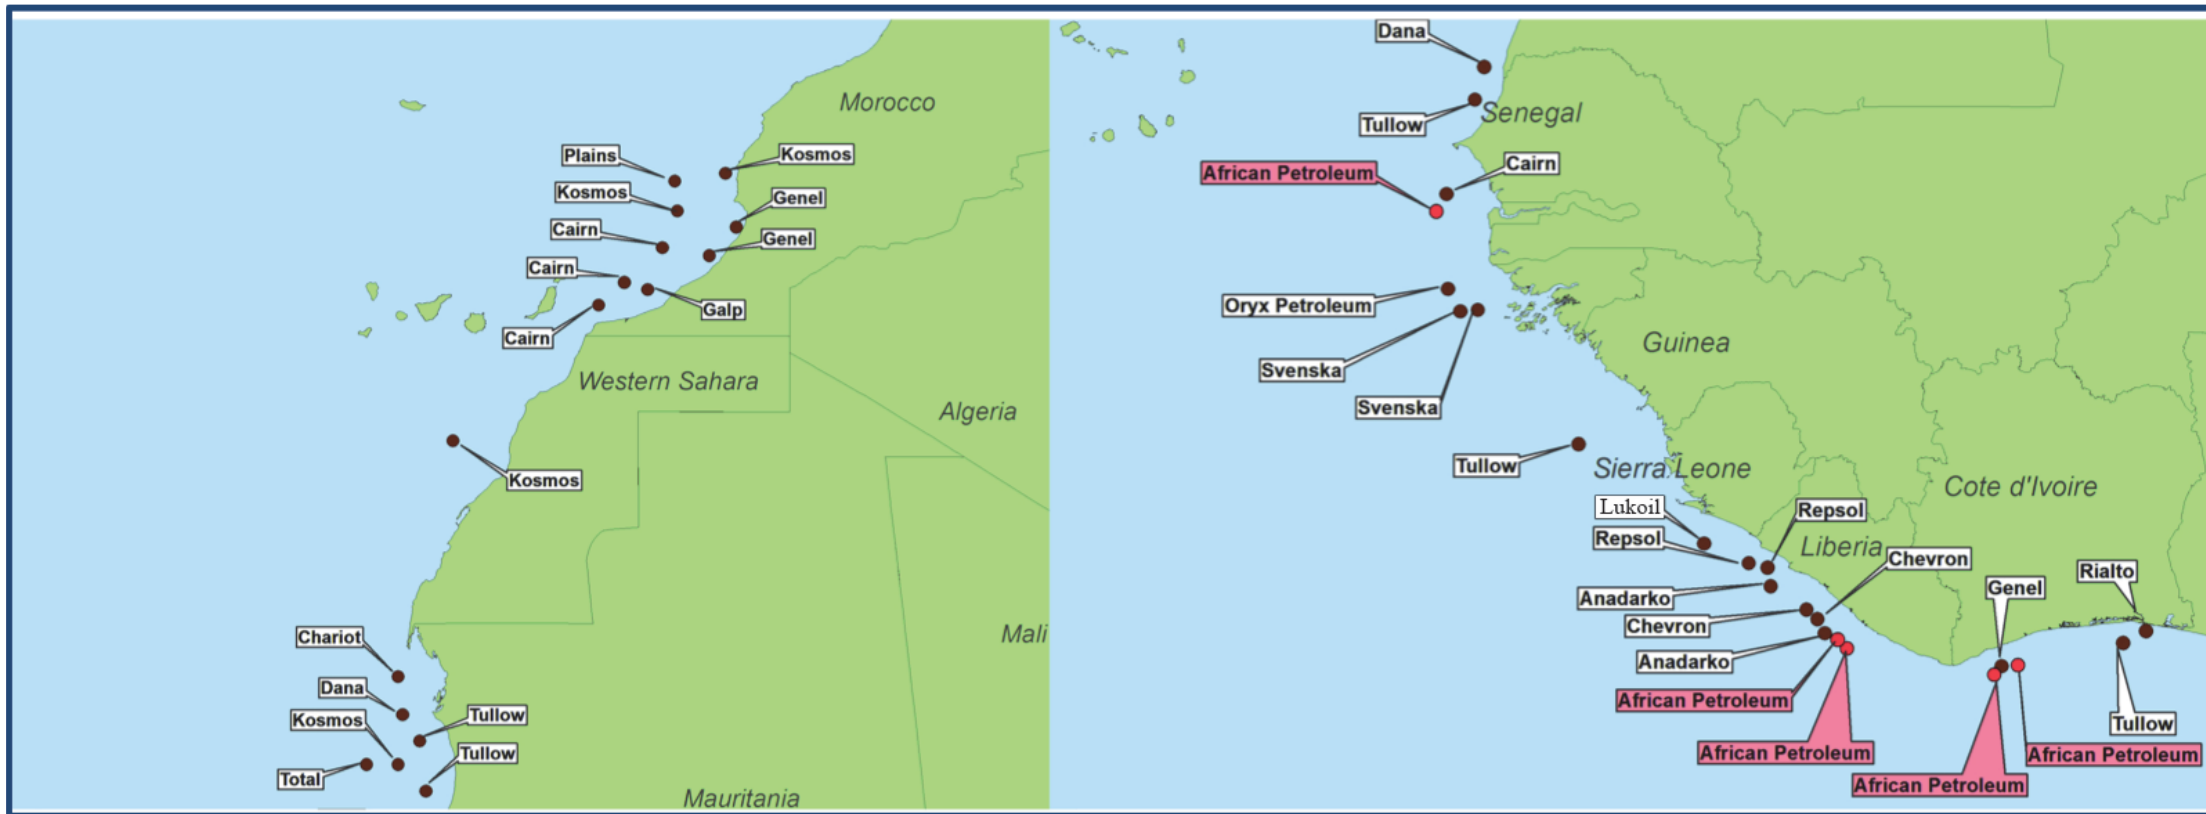 Morocco
Plains
Kosmos
Kosmos
Genel
Cairn
Genel
Cairn
Galp
Cairn
Western Sahara
Algeria
Kosmos
Mali
Chariot
Dana
Kosmos
Tullow
Tullow
Total
Mauritania
Dana
Senegal
Tullow
African Petroleum
Cairn
Oryx Petroleum
Svenska
Svenska
Guinea
Tullow
Sierra Leone
Cote d'Ivoire
Lukoil
Repsol
Repsol
Liberia
Chevron
Anadarko
Chevron
Anadarko
African Petroleum
African Petroleum
Genel
Rialto
Tullow
African Petroleum
African Petroleum